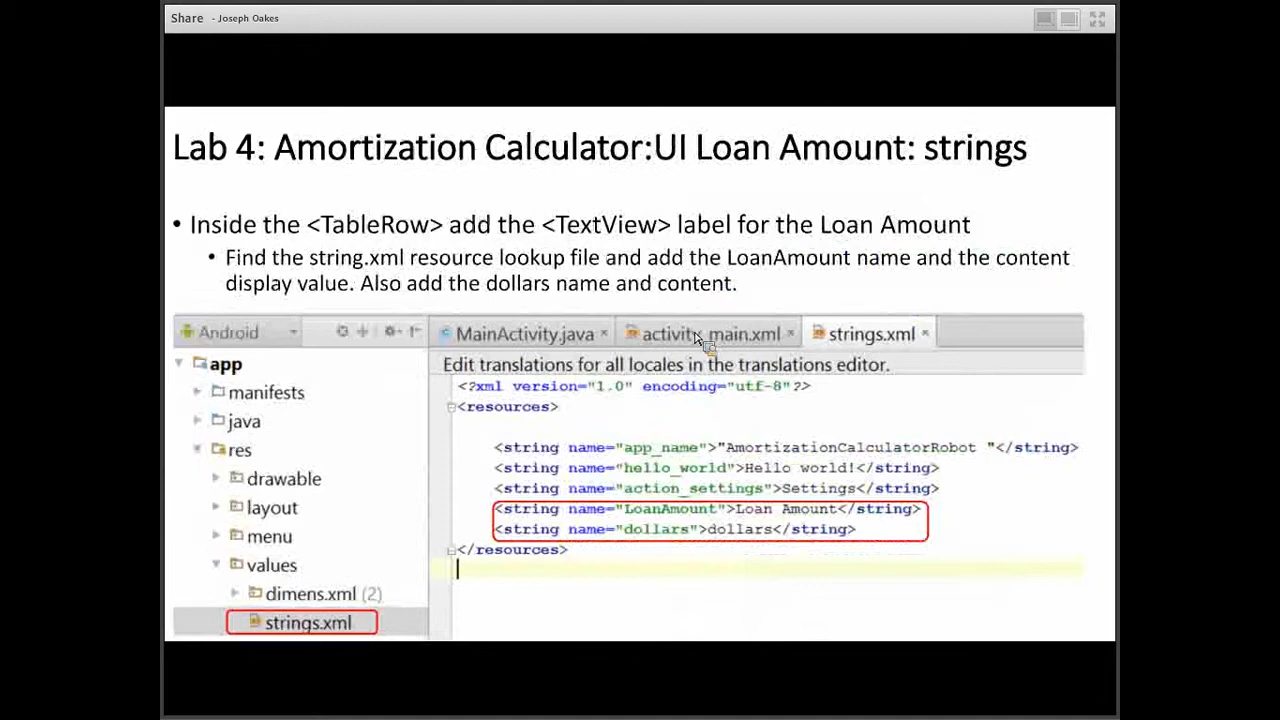 Share - Joseph Oakes
Lab 4: Amortization Calculator:UI Loan Amount: strings
• Inside the <TableRow> add the <TextView> label for the Loan Amount
• Find the string.xml resource lookup file and add the LoanAmount name and the content
display value. Also add the dollars name and content.
Android
MainActivity.java
activity_main.xml
strings.xml
app
manifests
java
res
drawable
layout
menu
values
dimens.xml (2)
strings.xml
Edit translations for all locales in the translations editor.
<?xml version="1.0" encoding="utf-8"?>
<resources>
<string name="app_name">"AmortizationCalculatorRobot "</string>
<string name="hello_world">Hello world!</string>
<string name="action_settings">Settings</string>
<string name="LoanAmount">Loan Amount</string>
<string name="dollars">dollars</string>
</resources>